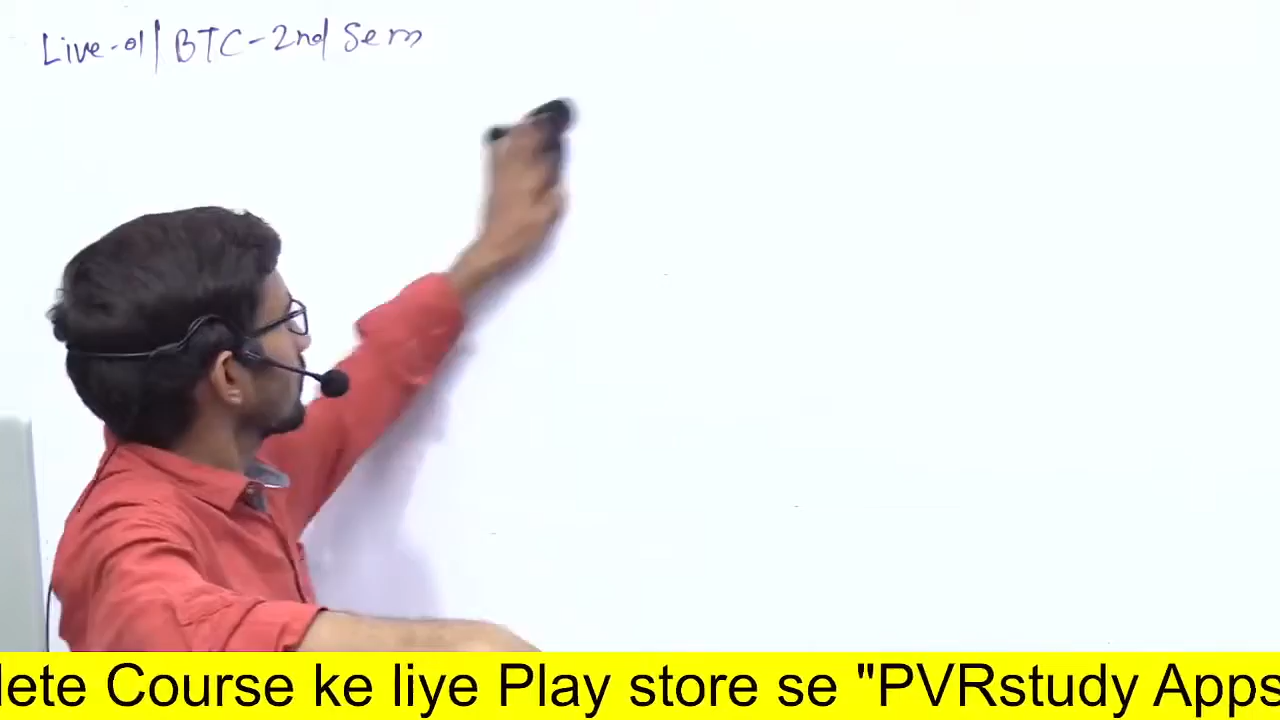 Live-01 | BTC-2nd Sem
lete Course ke liye Play store se "PVRstudy Apps